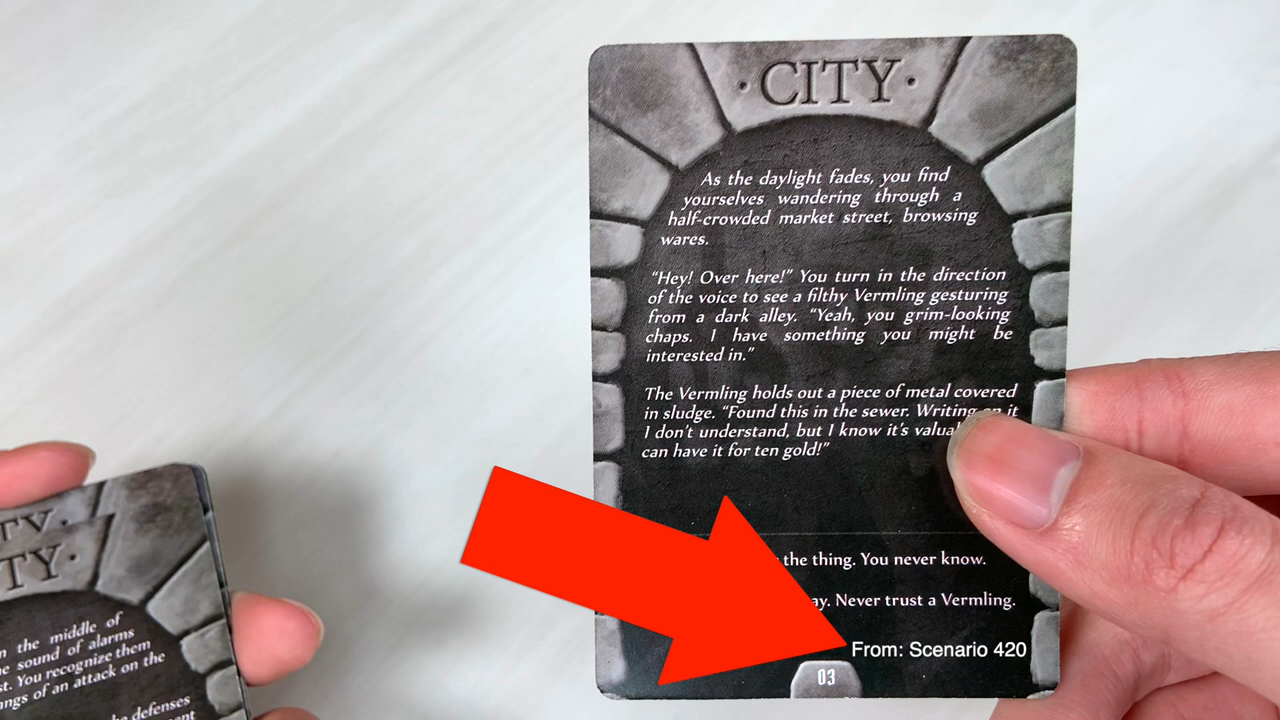 · CITY ·
As the daylight fades, you find
yourselves wandering through a
half-crowded market street, browsing
wares.
“Hey! Over here!” You turn in the direction
of the voice to see a filthy Vermling gesturing
from a dark alley. “Yeah, you grim-looking
chaps. I have something you might be
interested in.”
The Vermling holds out a piece of metal covered
in sludge. “Found this in the sewer. Writing on it
I don’t understand, but I know it’s
can have it for ten gold!”
the thing. You never know.
Never trust a Vermling.
From: Scenario 420
03
TY ·
TY ·
the middle of
sound of alarms
You recognize them
of an attack on the
defenses